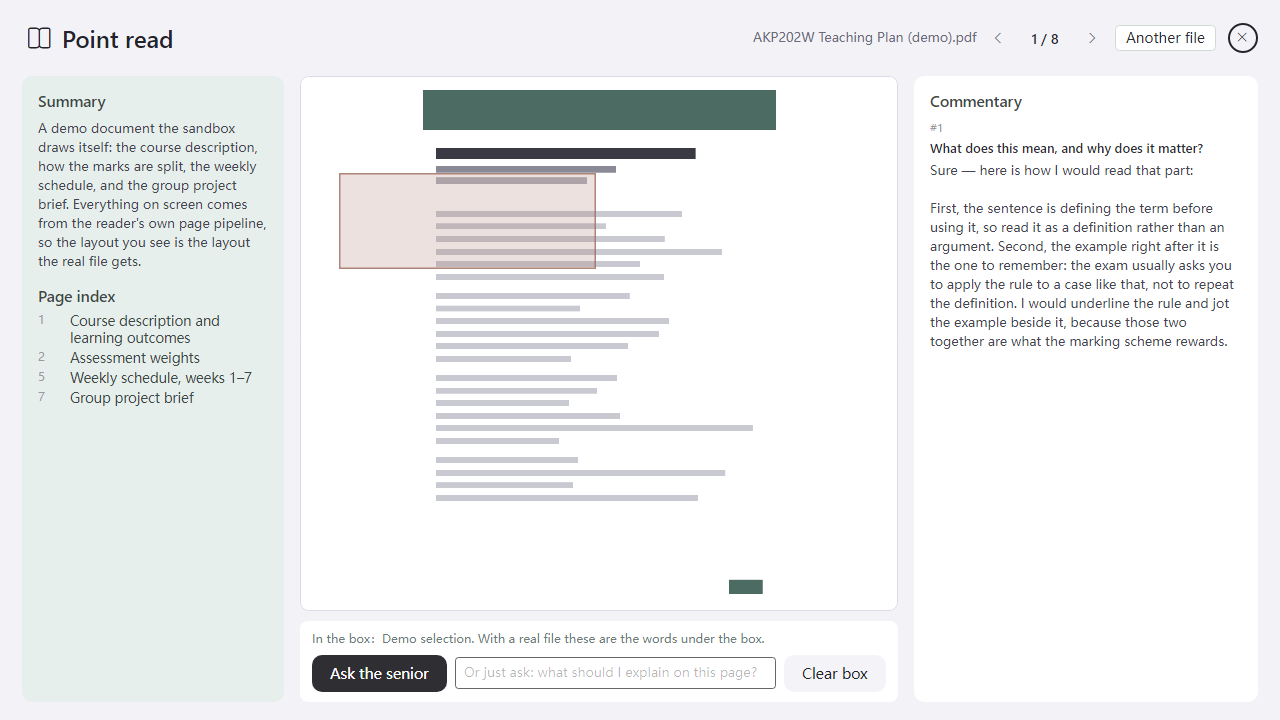 Point read
AKP202W Teaching Plan (demo).pdf
1 / 8
Another file
Summary
A demo document the sandbox
draws itself: the course description,
how the marks are split, the weekly
schedule, and the group project
brief. Everything on screen comes
from the reader's own page pipeline,
so the layout you see is the layout
the real file gets.
Page index
1 Course description and
learning outcomes
2 Assessment weights
5 Weekly schedule, weeks 1–7
7 Group project brief
In the box: Demo selection. With a real file these are the words under the box.
Ask the senior
Or just ask: what should I explain on this page?
Clear box
Commentary
#1
What does this mean, and why does it matter?
Sure — here is how I would read that part:
First, the sentence is defining the term before
using it, so read it as a definition rather than an
argument. Second, the example right after it is
the one to remember: the exam usually asks you
to apply the rule to a case like that, not to repeat
the definition. I would underline the rule and jot
the example beside it, because those two
together are what the marking scheme rewards.